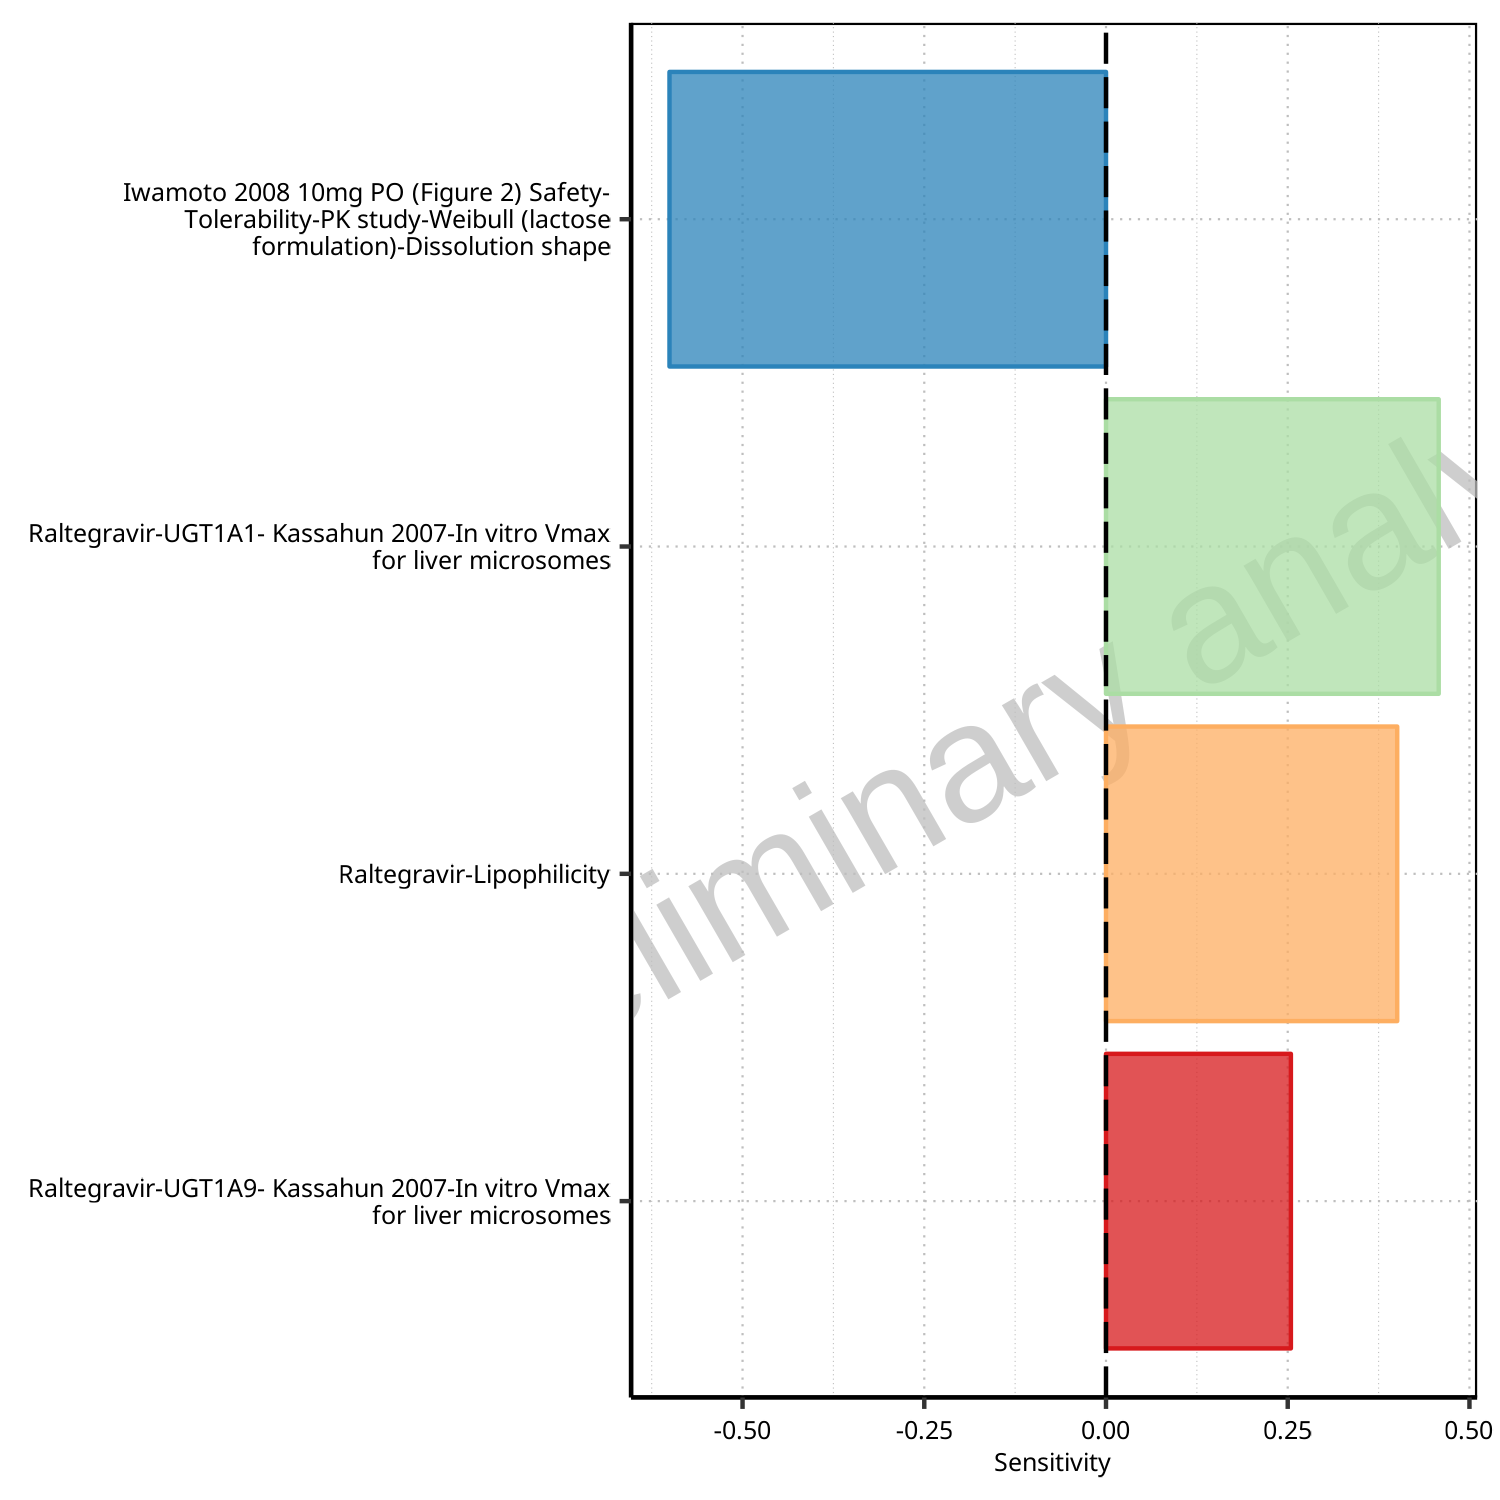 Iwamoto 2008 10mg PO (Figure 2) Safety-
Tolerability-PK study-Weibull (lactose
formulation)-Dissolution shape
Raltegravir-UGT1A1- Kassahun 2007-In vitro Vmax
for liver microsomes
Raltegravir-Lipophilicity
Raltegravir-UGT1A9- Kassahun 2007-In vitro Vmax
for liver microsomes
-0.50 -0.25 0.00 0.25 0.50
Sensitivity
eliminary analy